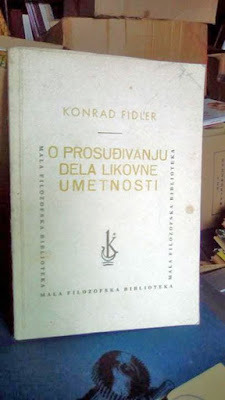 KONRAD FIDLER
O PROSUĐIVANJU
DELA LIKOVNE
UMETNOSTI
MALA FILOZOFSKA BIBLIOTEKA
MALA FILOZOFSKA BIBLIOTEKA
MALA FILOZOFSKA BIBLIOTEKA